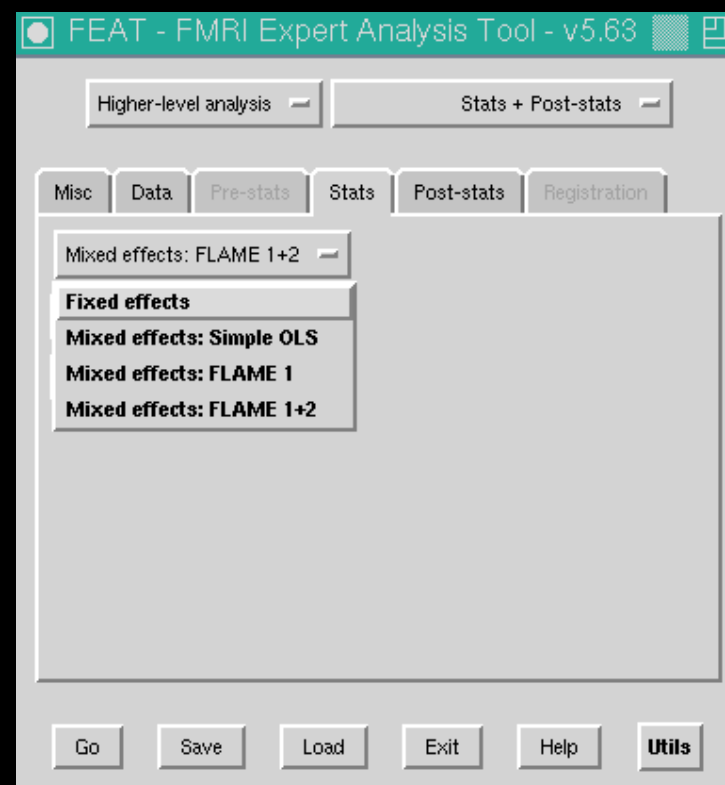 FEAT - FMRI Expert Analysis Tool - v5.63
Higher-level analysis Stats + Post-stats
Misc Data Pre-stats Stats Post-stats Registration
Mixed effects: FLAME 1+2
Fixed effects
Mixed effects: Simple OLS
Mixed effects: FLAME 1
Mixed effects: FLAME 1+2
Go Save Load Exit Help Utils